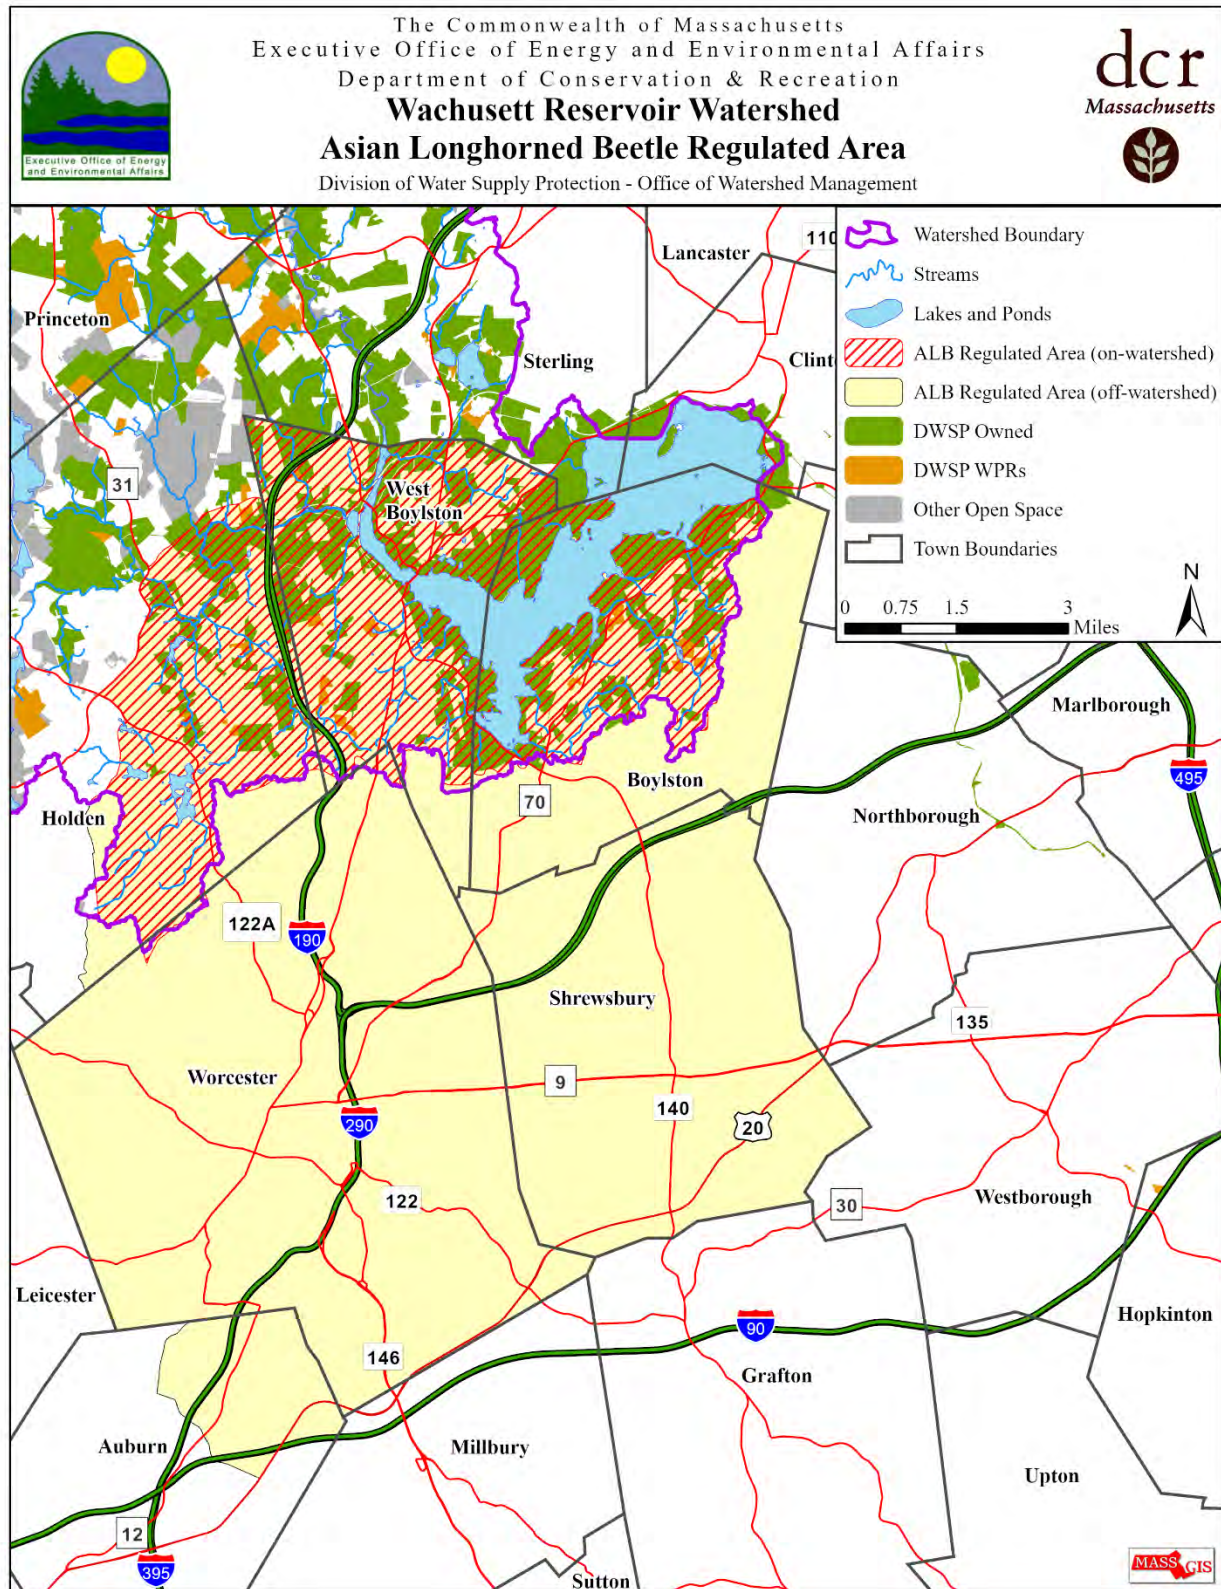 The Commonwealth of Massachusetts
Executive Office of Energy and Environmental Affairs
Department of Conservation & Recreation
Wachusett Reservoir Watershed
Asian Longhorned Beetle Regulated Area
Division of Water Supply Protection - Office of Watershed Management
Executive Office of Energy
and Environmental Affairs
dcr
Massachusetts
Watershed Boundary
Streams
Lakes and Ponds
ALB Regulated Area (on-watershed)
ALB Regulated Area (off-watershed)
DWSP Owned
DWSP WPRs
Other Open Space
Town Boundaries
N
0 0.75 1.5 3
Miles
Lancaster
110
Princeton
Sterling
Clint
31
West
Boylston
Marlborough
495
Boylston
70
Holden
Northborough
122A
190
Shrewsbury
135
Worcester
9
140
20
290
122
30
Westborough
Leicester
Hopkinton
90
146
Grafton
Auburn
Millbury
Upton
12
395
Sutton
MASS GIS